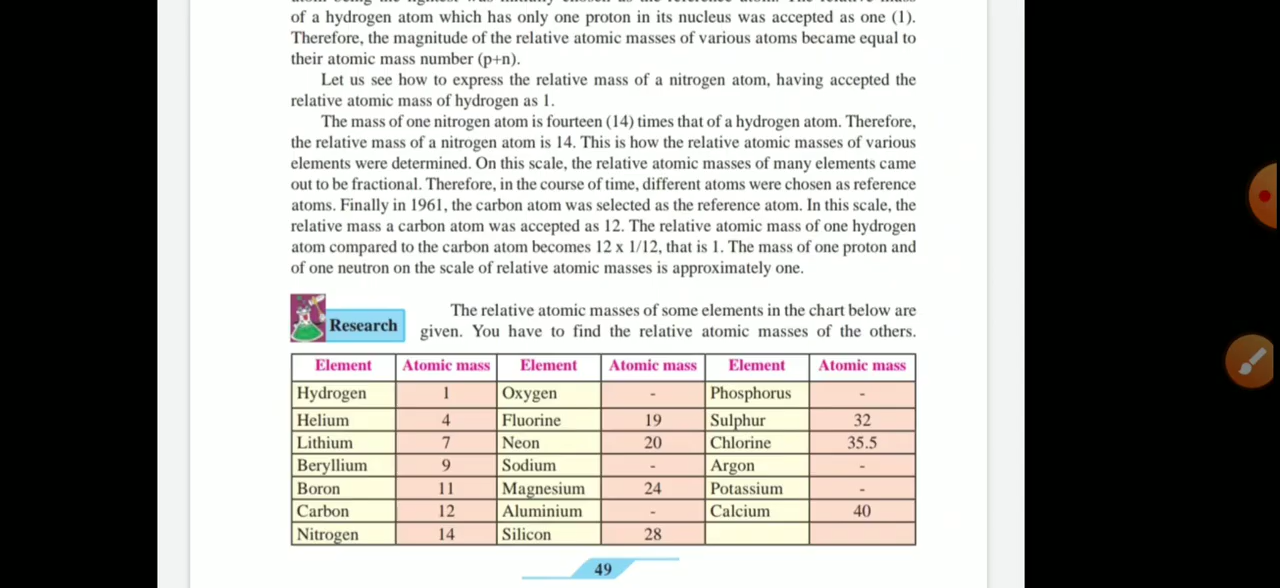 of a hydrogen atom which has only one proton in its nucleus was accepted as one (1).
Therefore, the magnitude of the relative atomic masses of various atoms became equal to
their atomic mass number (p+n).
Let us see how to express the relative mass of a nitrogen atom, having accepted the
relative atomic mass of hydrogen as 1.
The mass of one nitrogen atom is fourteen (14) times that of a hydrogen atom. Therefore,
the relative mass of a nitrogen atom is 14. This is how the relative atomic masses of various
elements were determined. On this scale, the relative atomic masses of many elements came
out to be fractional. Therefore, in the course of time, different atoms were chosen as reference
atoms. Finally in 1961, the carbon atom was selected as the reference atom. In this scale, the
relative mass a carbon atom was accepted as 12. The relative atomic mass of one hydrogen
atom compared to the carbon atom becomes 12 x 1/12, that is 1. The mass of one proton and
of one neutron on the scale of relative atomic masses is approximately one.
Research
The relative atomic masses of some elements in the chart below are
given. You have to find the relative atomic masses of the others.
Element Atomic mass Element Atomic mass Element Atomic mass
Hydrogen 1 Oxygen - Phosphorus -
Helium 4 Fluorine 19 Sulphur 32
Lithium 7 Neon 20 Chlorine 35.5
Beryllium 9 Sodium - Argon -
Boron 11 Magnesium 24 Potassium -
Carbon 12 Aluminium - Calcium 40
Nitrogen 14 Silicon 28
49